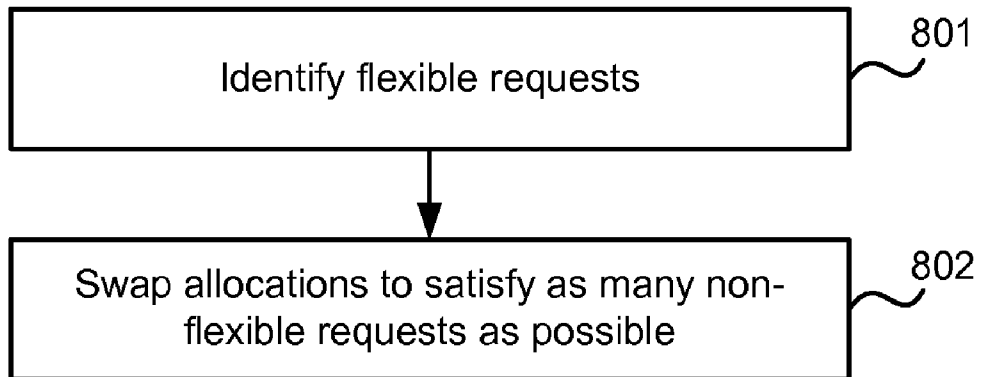 Identify flexible requests
801
Swap allocations to satisfy as many non-
flexible requests as possible
802